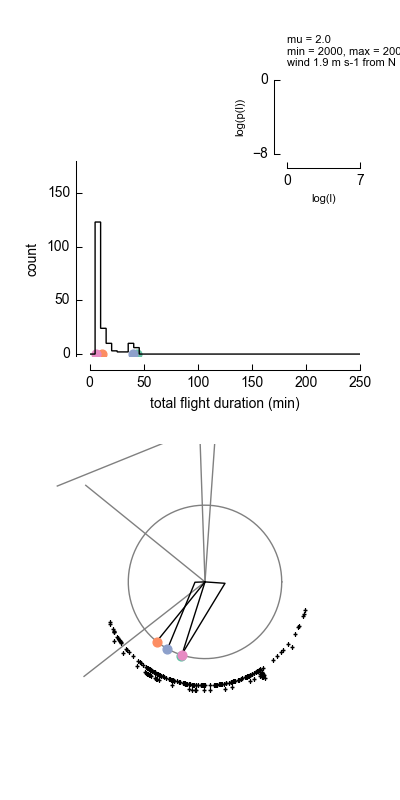 mu = 2.0
min = 2000, max = 200
wind 1.9 m s-1 from N
0
log(p(l))
−8
0 7
log(l)
150
100
50
0
count
0 50 100 150 200 250
total flight duration (min)